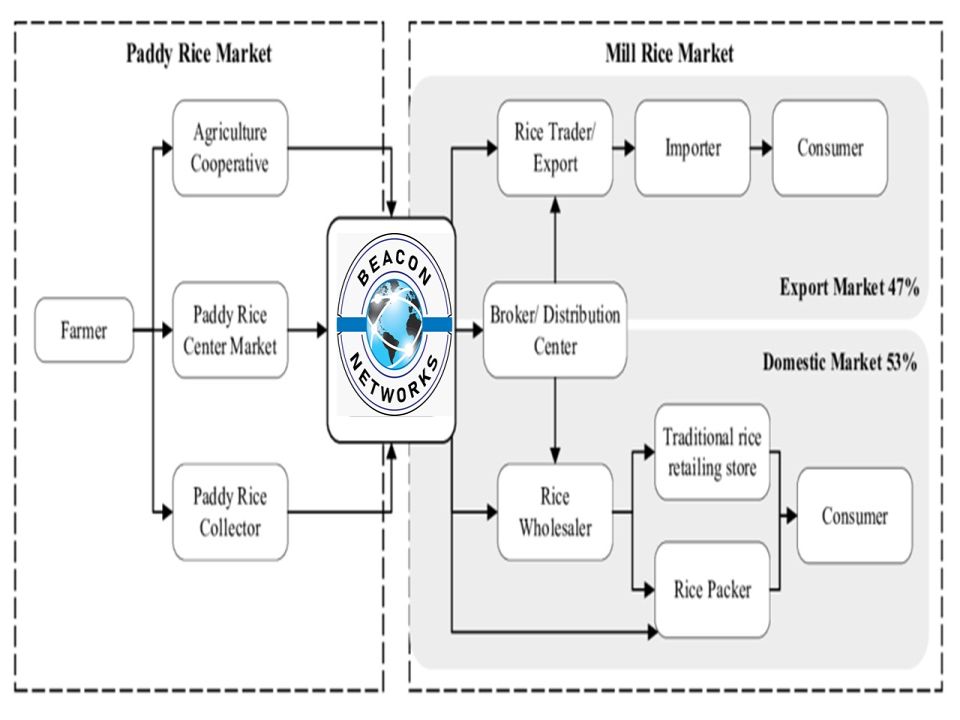 Paddy Rice Market
Mill Rice Market
Agriculture
Cooperative
Rice Trader/
Export
Importer
Consumer
Export Market 47%
Farmer
Paddy Rice
Center Market
BEACON
NETWORKS
Broker/ Distribution
Center
Domestic Market 53%
Paddy Rice
Collector
Rice
Wholesaler
Traditional rice
retailing store
Rice Packer
Consumer